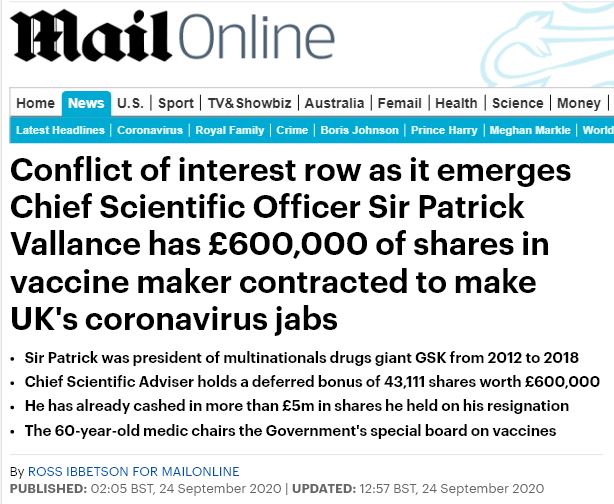 Mail Online
Home News U.S. | Sport | TV&Showbiz | Australia | Femail | Health | Science | Money |
Latest Headlines | Coronavirus | Royal Family | Crime | Boris Johnson | Prince Harry | Meghan Markle | World
Conflict of interest row as it emerges
Chief Scientific Officer Sir Patrick
Vallance has £600,000 of shares in
vaccine maker contracted to make
UK's coronavirus jabs
• Sir Patrick was president of multinationals drugs giant GSK from 2012 to 2018
• Chief Scientific Adviser holds a deferred bonus of 43,111 shares worth £600,000
• He has already cashed in more than £5m in shares he held on his resignation
• The 60-year-old medic chairs the Government's special board on vaccines
By ROSS IBBETSON FOR MAILONLINE
PUBLISHED: 02:05 BST, 24 September 2020 | UPDATED: 12:57 BST, 24 September 2020